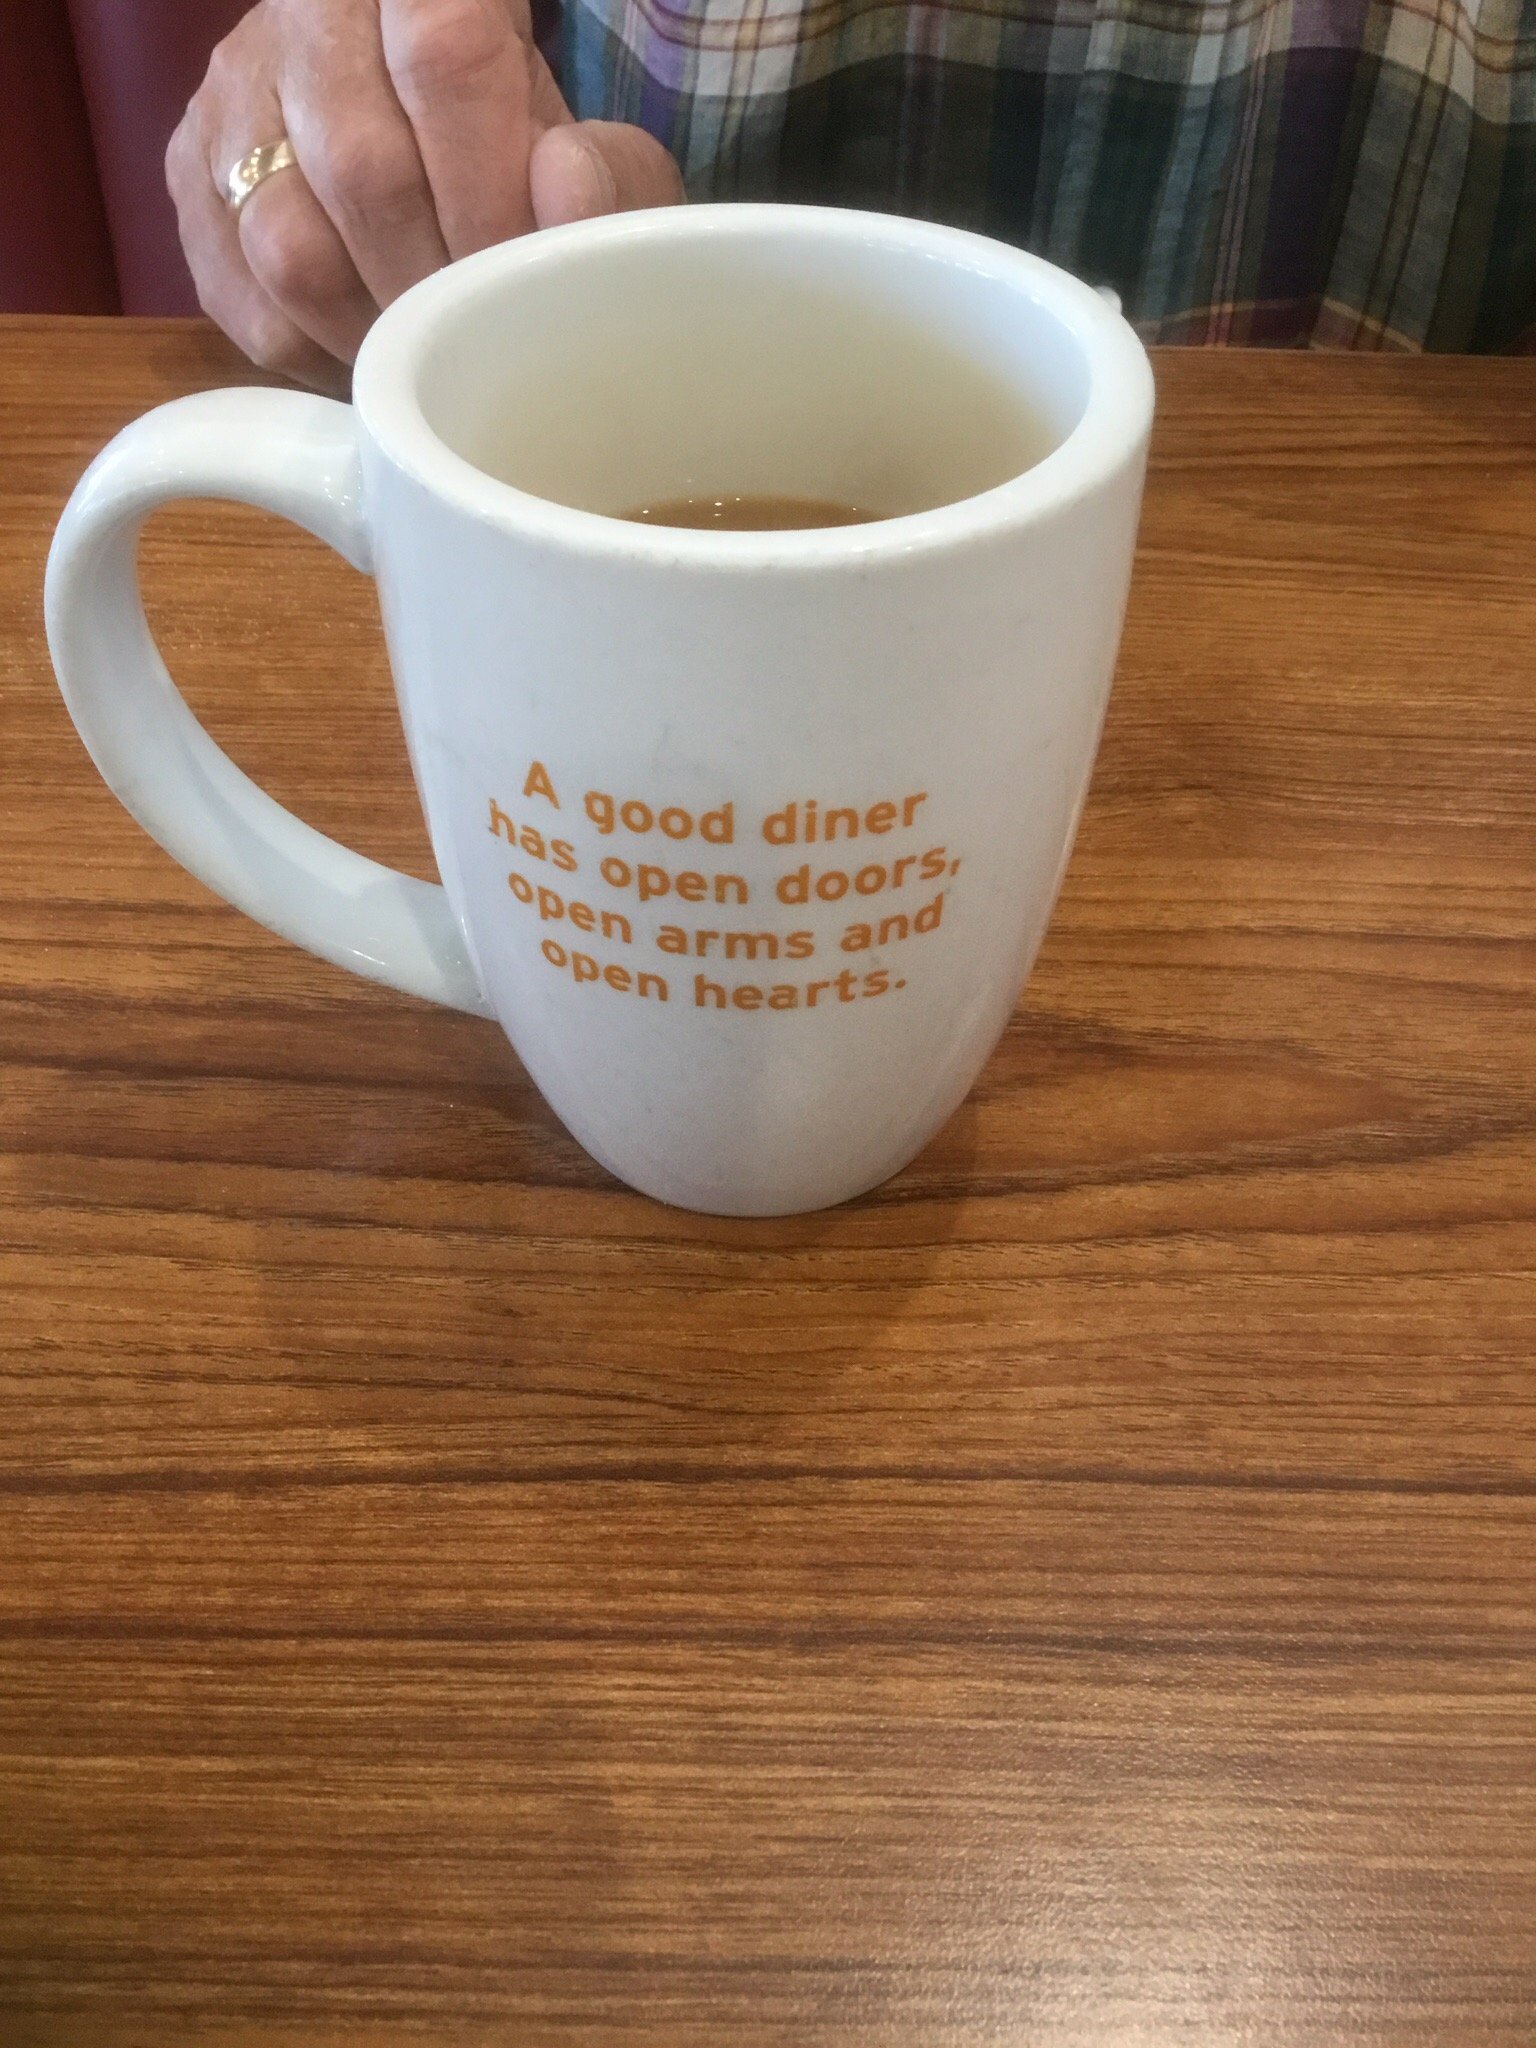 A good diner
has open doors,
open arms and
open hearts.